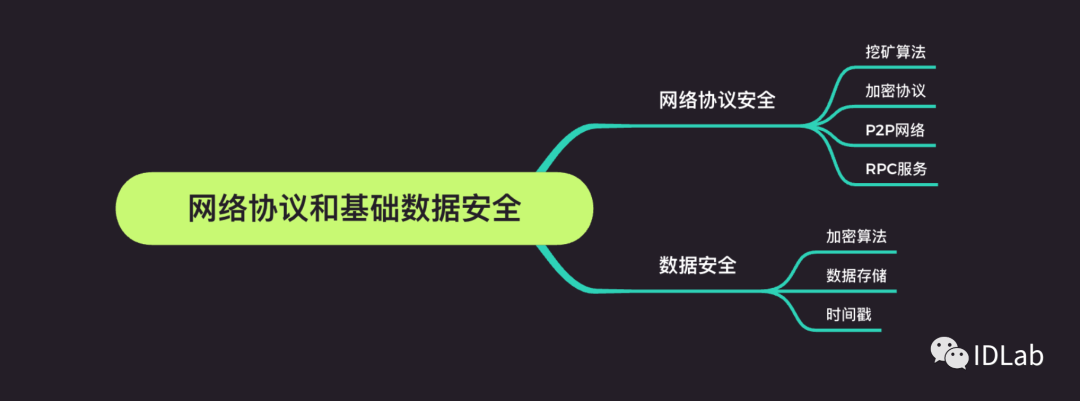 网络协议和基础数据安全
网络协议安全
挖矿算法
加密协议
P2P网络
RPC服务
数据安全
加密算法
数据存储
时间戳
IDLab